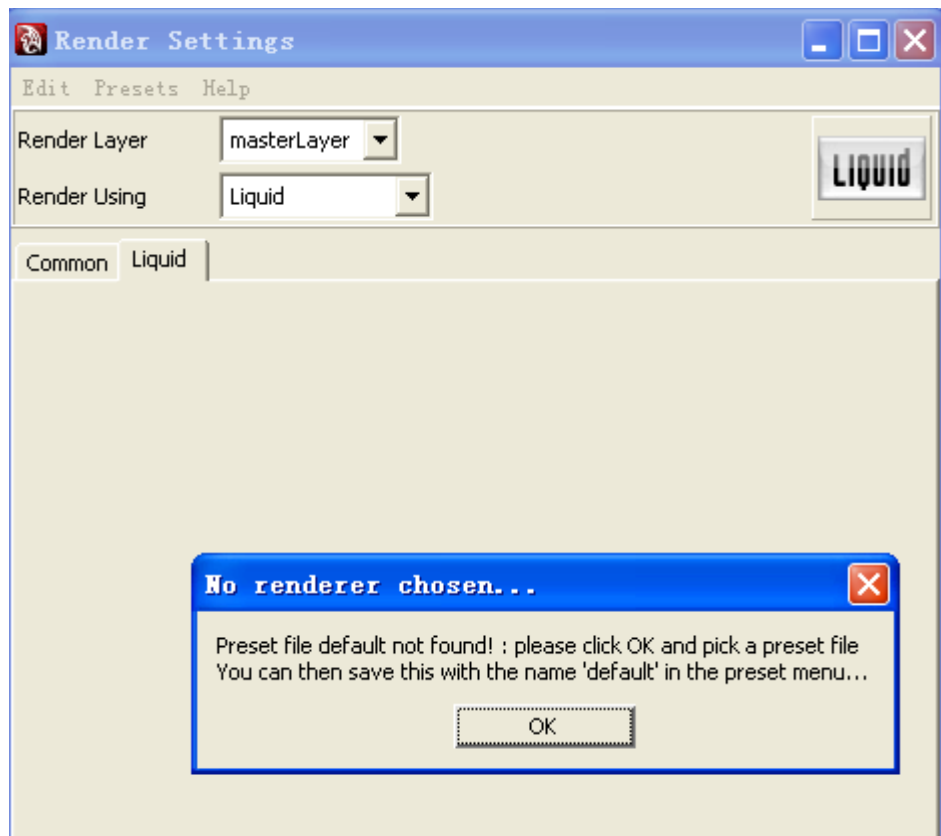 Render Settings
Edit Presets Help
Render Layer masterLayer
Render Using Liquid
LIQUID
Common Liquid
No renderer chosen...
Preset file default not found! : please click OK and pick a preset file
You can then save this with the name 'default' in the preset menu...
OK